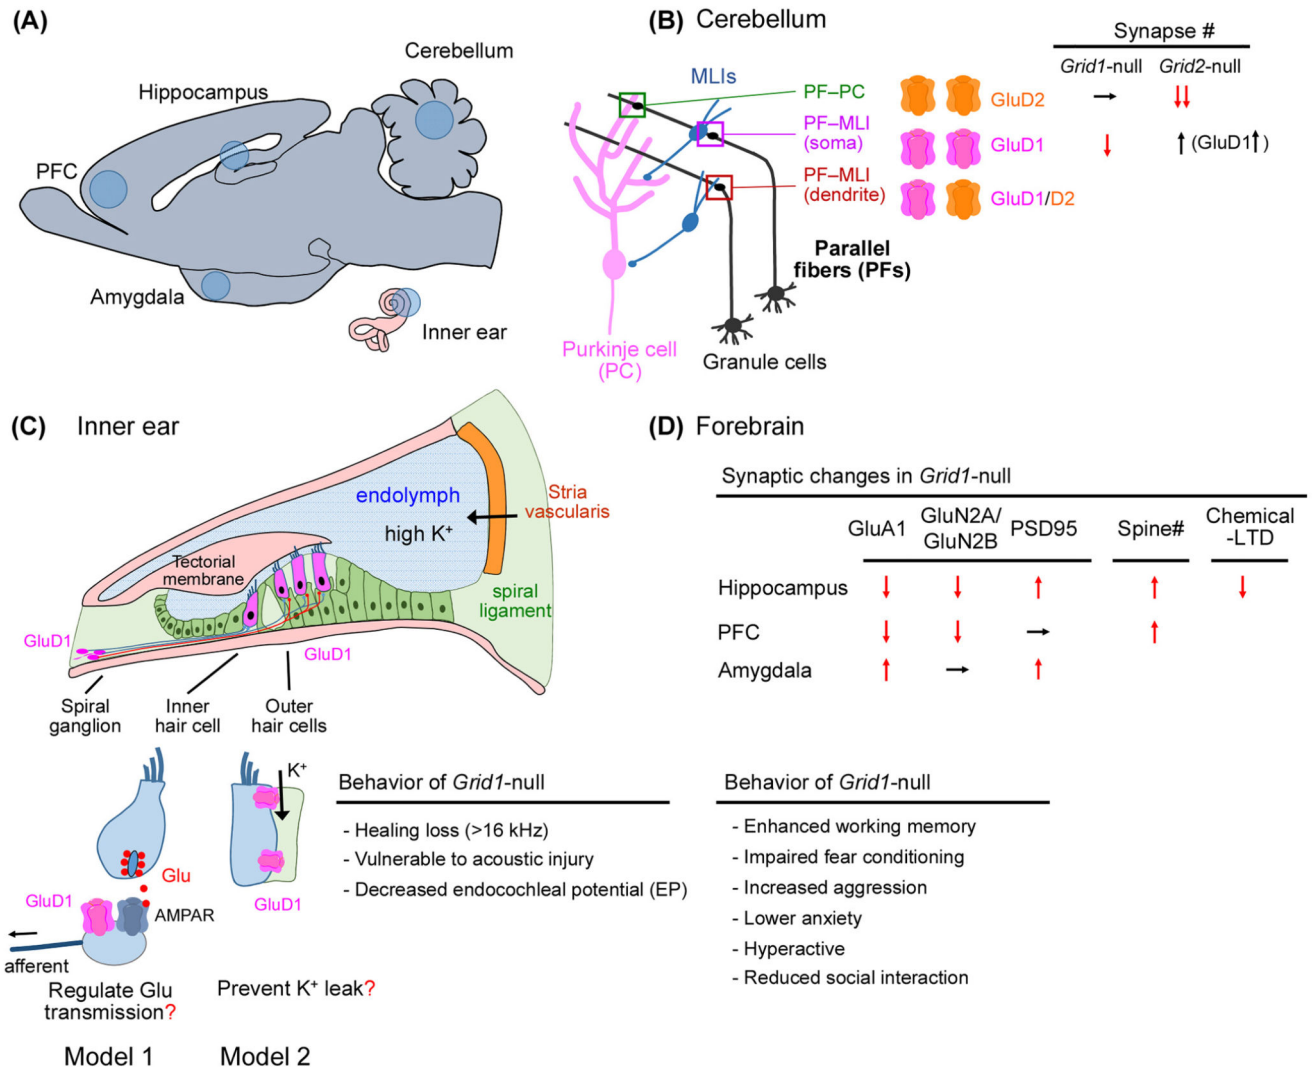 (A)
Cerebellum
Hippocampus
PFC
Amygdala
Inner ear
(B) Cerebellum
Synapse #
Grid1-null Grid2-null
MLIs
PF–PC
GluD2 → ↓↓
PF–MLI
(soma)
GluD1 ↓ ↑ (GluD1↑)
PF–MLI
(dendrite)
GluD1/D2
Parallel
fibers (PFs)
Purkinje cell
(PC)
Granule cells
(C) Inner ear
endolymph
high K⁺
Stria
vascularis
Tectorial
membrane
spiral
ligament
GluD1
GluD1
Spiral
ganglion
Inner
hair cell
Outer
hair cells
K⁺
Glu
GluD1
AMPAR
GluD1
afferent
Regulate Glu
transmission?
Prevent K⁺ leak?
Model 1
Model 2
Behavior of Grid1-null
- Healing loss (>16 kHz)
- Vulnerable to acoustic injury
- Decreased endocochleal potential (EP)
(D) Forebrain
Synaptic changes in Grid1-null
GluA1 GluN2A/ GluN2B PSD95 Spine# Chemical -LTD
Hippocampus ↓ ↓ ↑ ↑ ↓
PFC ↓ ↓ → ↑
Amygdala ↑ → ↑
Behavior of Grid1-null
- Enhanced working memory
- Impaired fear conditioning
- Increased aggression
- Lower anxiety
- Hyperactive
- Reduced social interaction